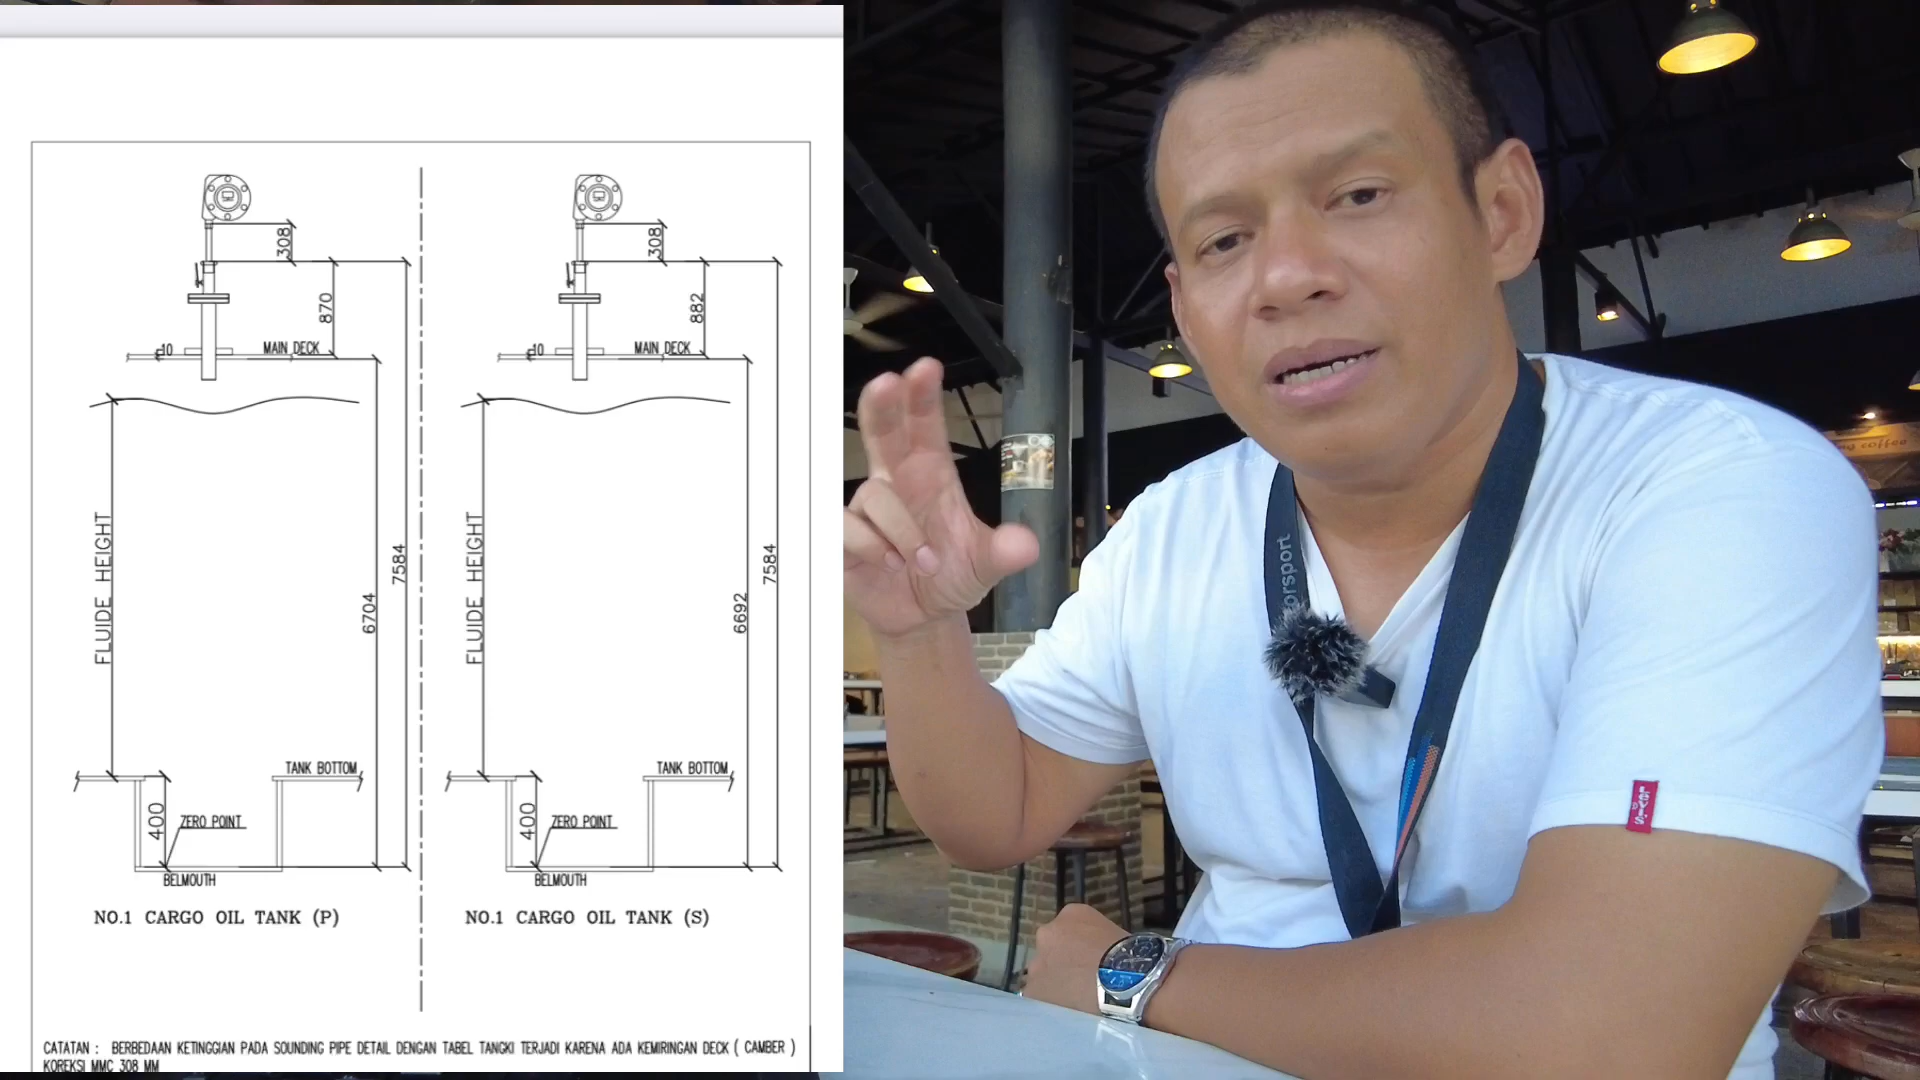 308
870
10
MAIN DECK
FLUIDE HEIGHT
7584
6704
TANK BOTTOM
400
ZERO POINT
BELMOUTH
NO.1 CARGO OIL TANK (P)
308
882
10
MAIN DECK
FLUIDE HEIGHT
7584
6692
TANK BOTTOM
400
ZERO POINT
BELMOUTH
NO.1 CARGO OIL TANK (S)
CATATAN : BERBEDAAN KETINGGIAN PADA SOUNDING PIPE DETAIL DENGAN TABEL TANGKI TERJADI KARENA ADA KEMIRINGAN DECK ( CAMBER )
KOREKSI MMC 308 MM
orsport
LEVI'S
coffee